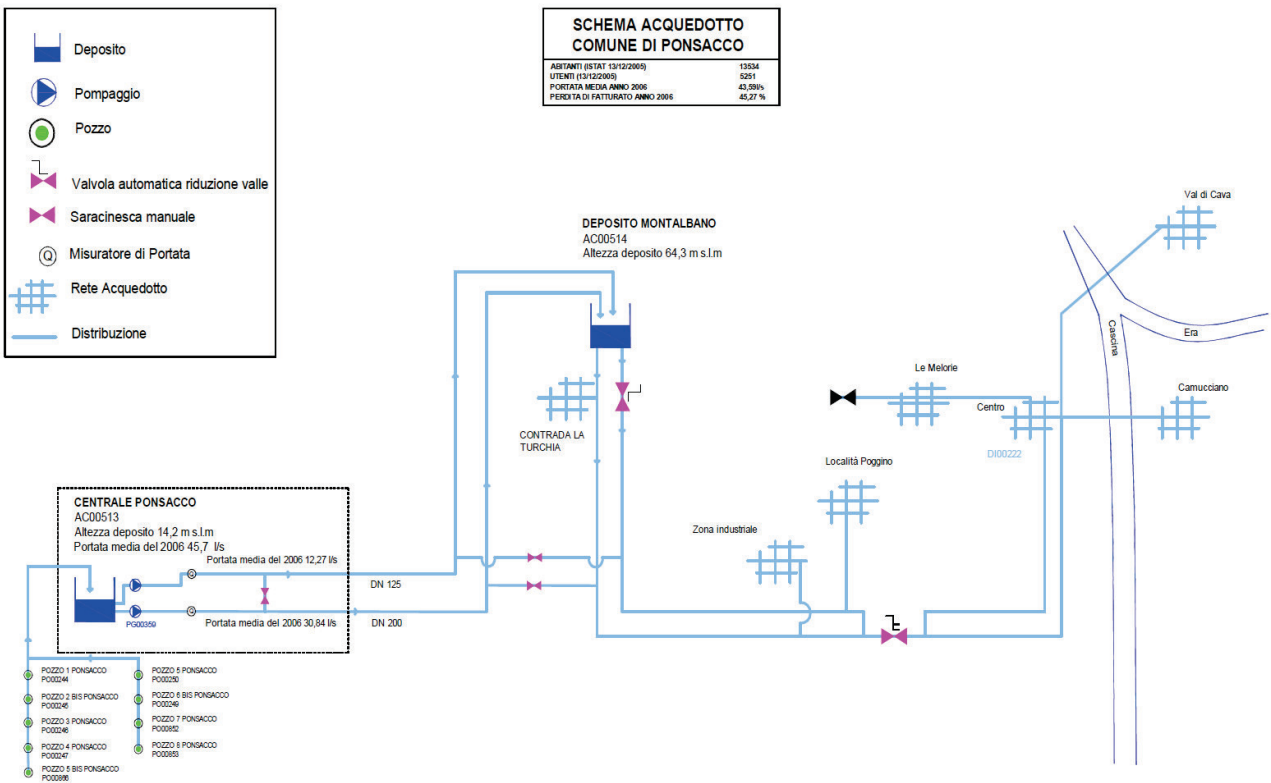 Deposito
Pompaggio
Pozzo
Valvola automatica riduzione valle
Saracinesca manuale
Q
Misuratore di Portata
Rete Acquedotto
Distribuzione
SCHEMA ACQUEDOTTO
COMUNE DI PONSACCO
ABITANTI (ISTAT 13/12/2005) 13534
UTENTI (13/12/2005) 5251
PORTATA MEDIA ANNO 2006 43,59l/s
PERDITA DI FATTURATO ANNO 2006 45,27 %
DEPOSITO MONTALBANO
AC00514
Altezza deposito 64,3 m s.l.m
Val di Cava
Cascina
Era
Le Melorie
Camucciano
Centro
DI00222
CONTRADA LA
TURCHIA
Località Poggino
Zona industriale
CENTRALE PONSACCO
AC00513
Altezza deposito 14,2 m s.l.m
Portata media del 2006 45,7 l/s
Portata media del 2006 12,27 l/s
Q
DN 125
Q
PG00359
Portata media del 2006 30,84 l/s
DN 200
POZZO 1 PONSACCO
PO00244
POZZO 2 BIS PONSACCO
PO00245
POZZO 3 PONSACCO
PO00246
POZZO 4 PONSACCO
PO00247
POZZO 5 BIS PONSACCO
PO00866
POZZO 5 PONSACCO
PO00250
POZZO 6 BIS PONSACCO
PO00249
POZZO 7 PONSACCO
PO00852
POZZO 8 PONSACCO
PO00853